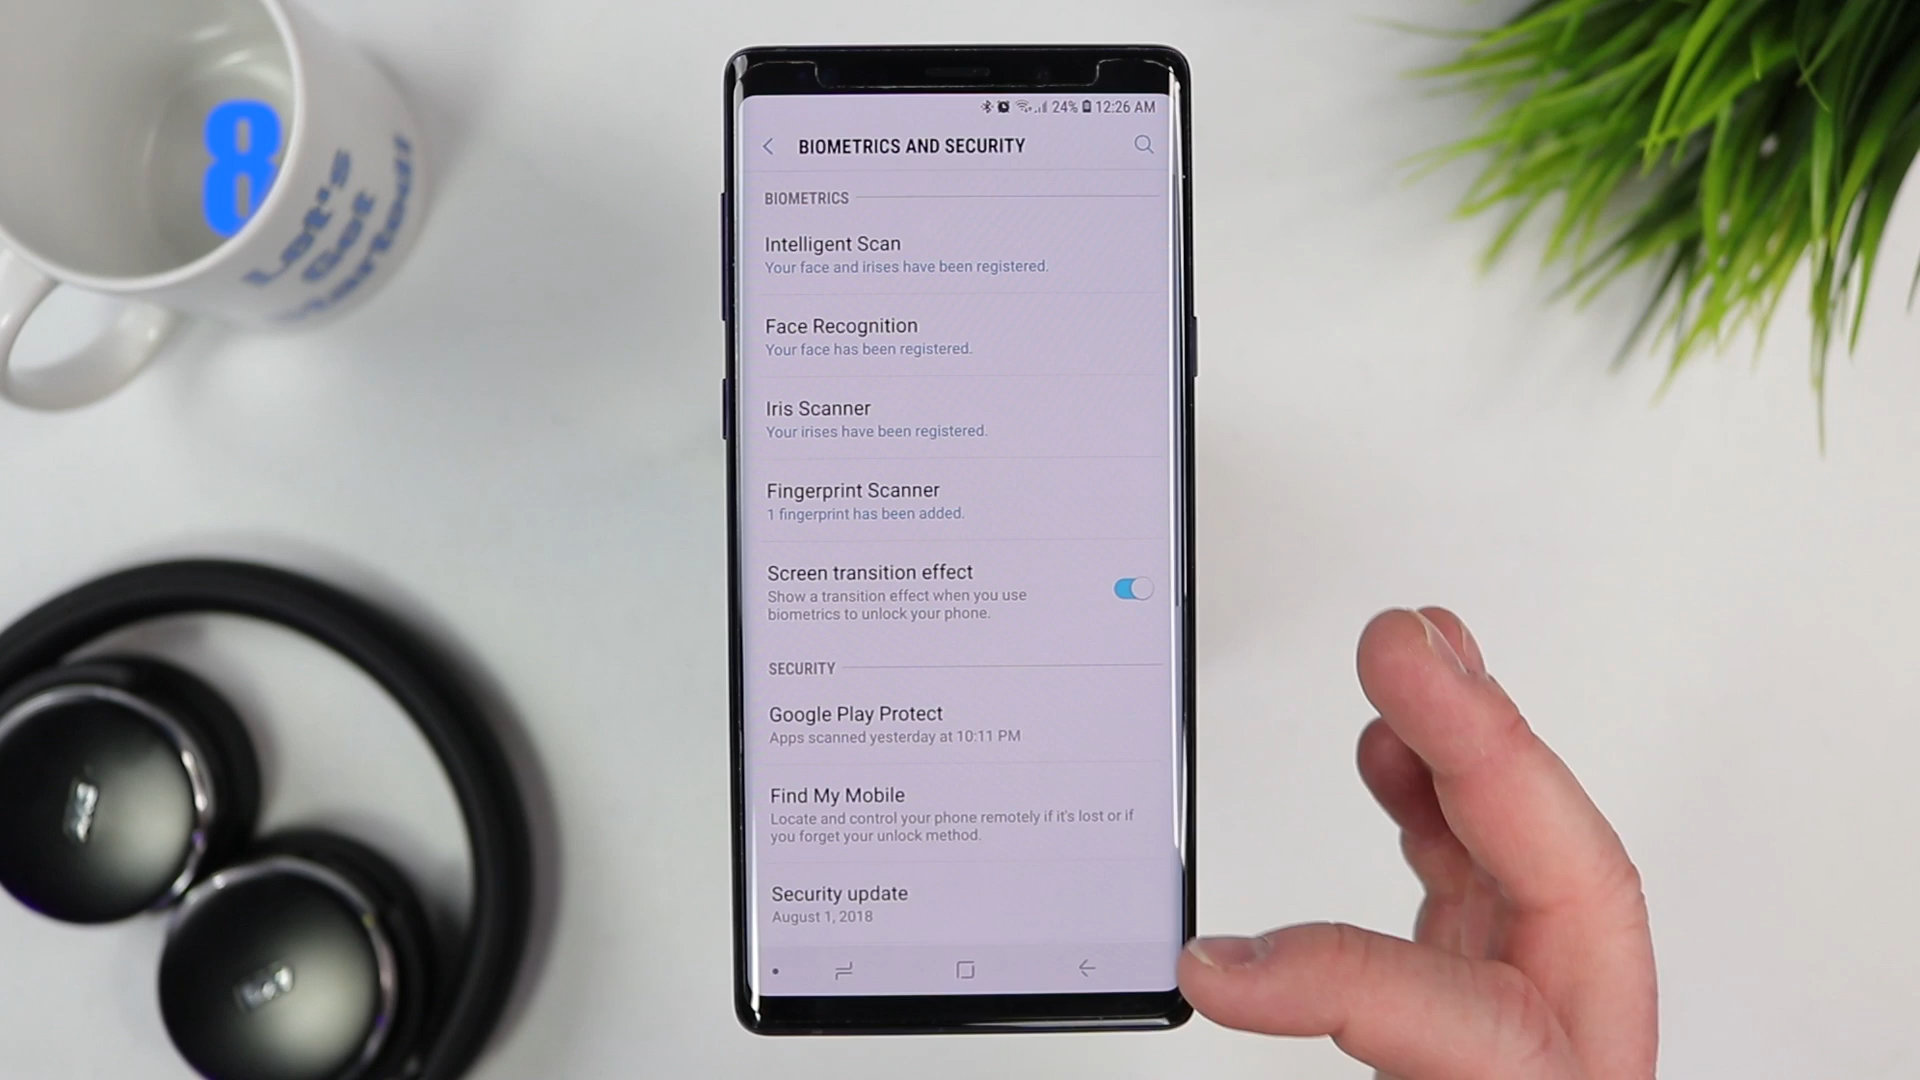 8
Let's
Got
Started!
24% 12:26 AM
BIOMETRICS AND SECURITY
BIOMETRICS
Intelligent Scan
Your face and irises have been registered.
Face Recognition
Your face has been registered.
Iris Scanner
Your irises have been registered.
Fingerprint Scanner
1 fingerprint has been added.
Screen transition effect
Show a transition effect when you use
biometrics to unlock your phone.
SECURITY
Google Play Protect
Apps scanned yesterday at 10:11 PM
Find My Mobile
Locate and control your phone remotely if it's lost or if
you forget your unlock method.
Security update
August 1, 2018